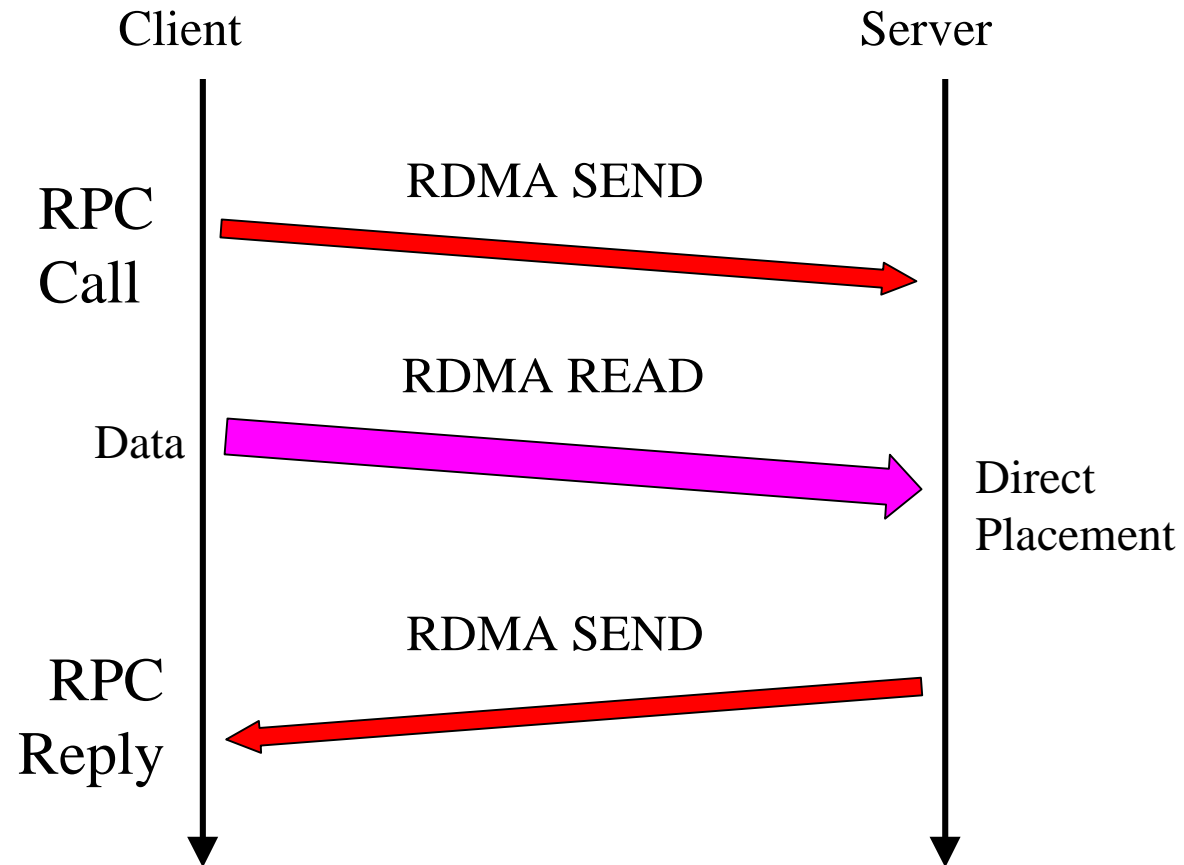 Client
Server
RDMA SEND
RPC
Call
RDMA READ
Data
Direct
Placement
RDMA SEND
RPC
Reply